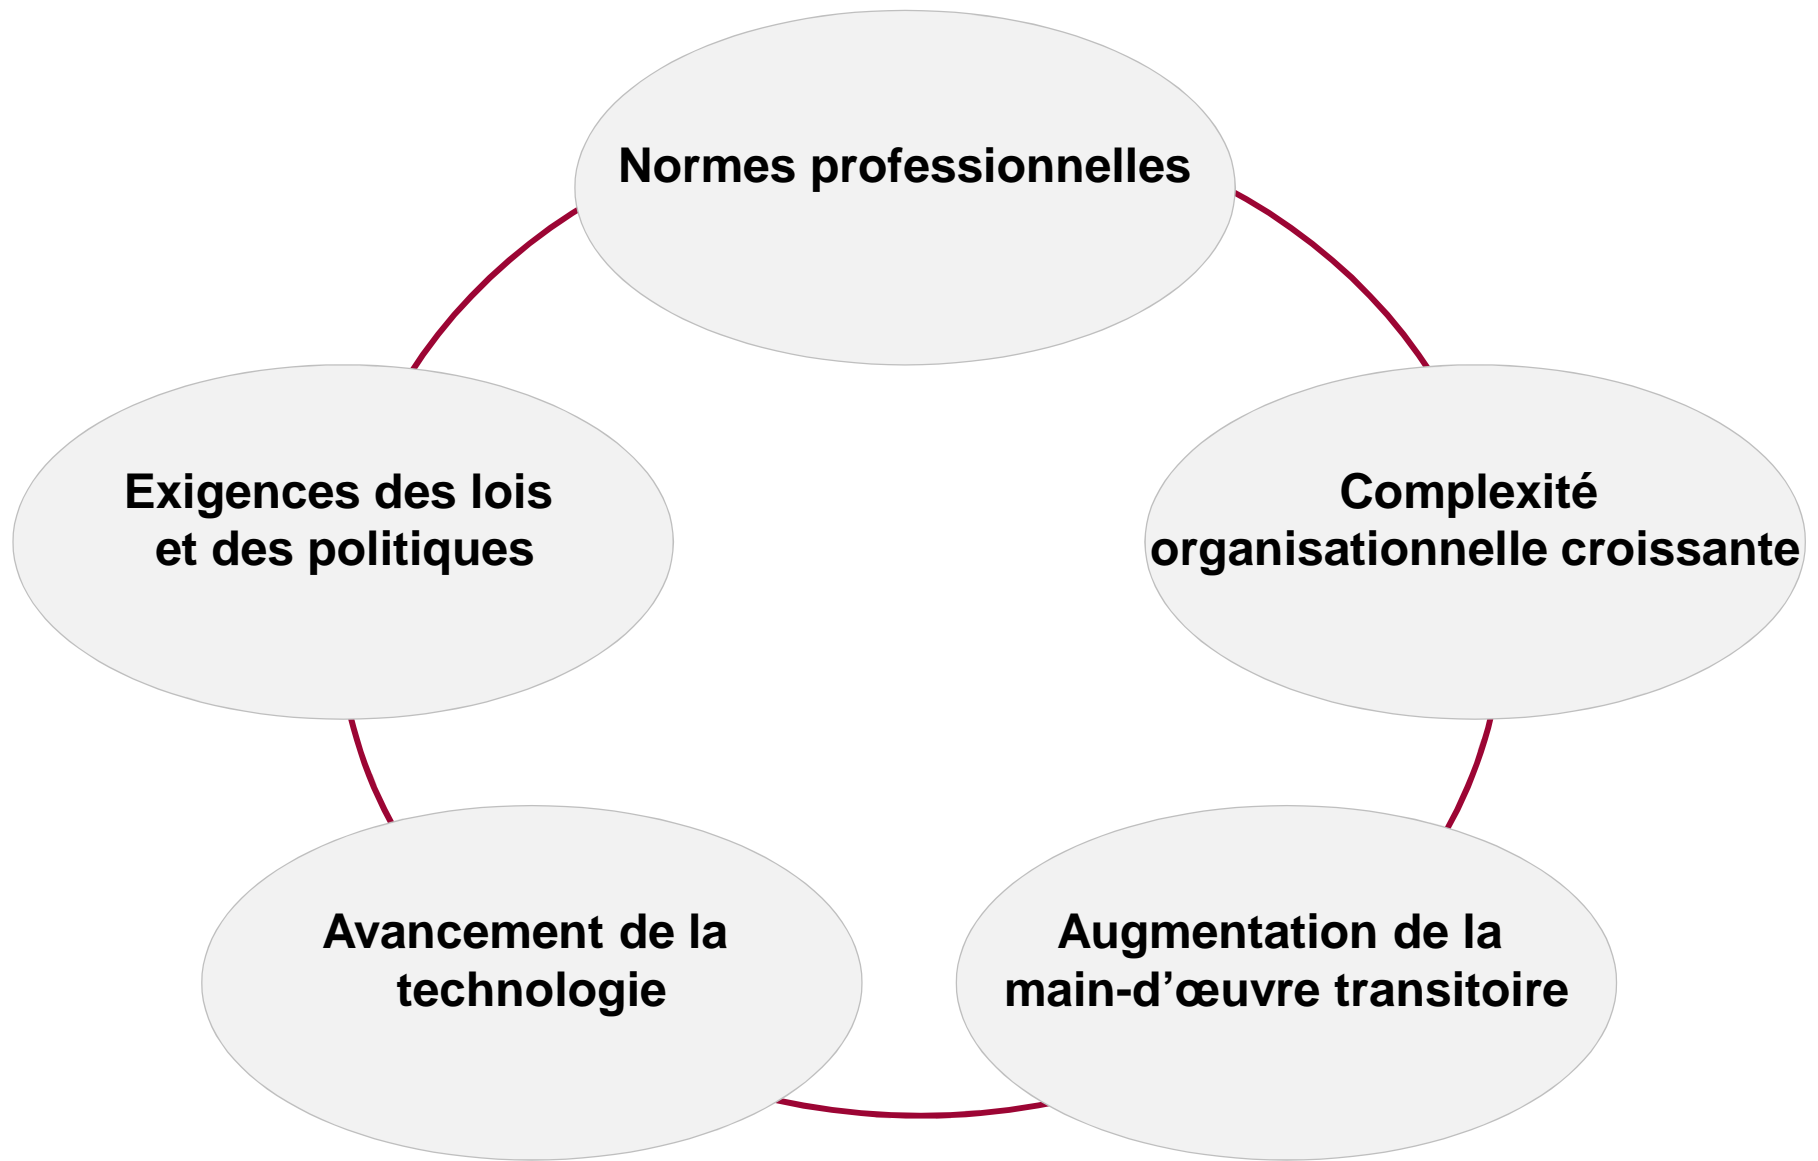 Normes professionnelles
Exigences des lois
et des politiques
Complexité
organisationnelle croissante
Avancement de la
technologie
Augmentation de la
main-d’œuvre transitoire